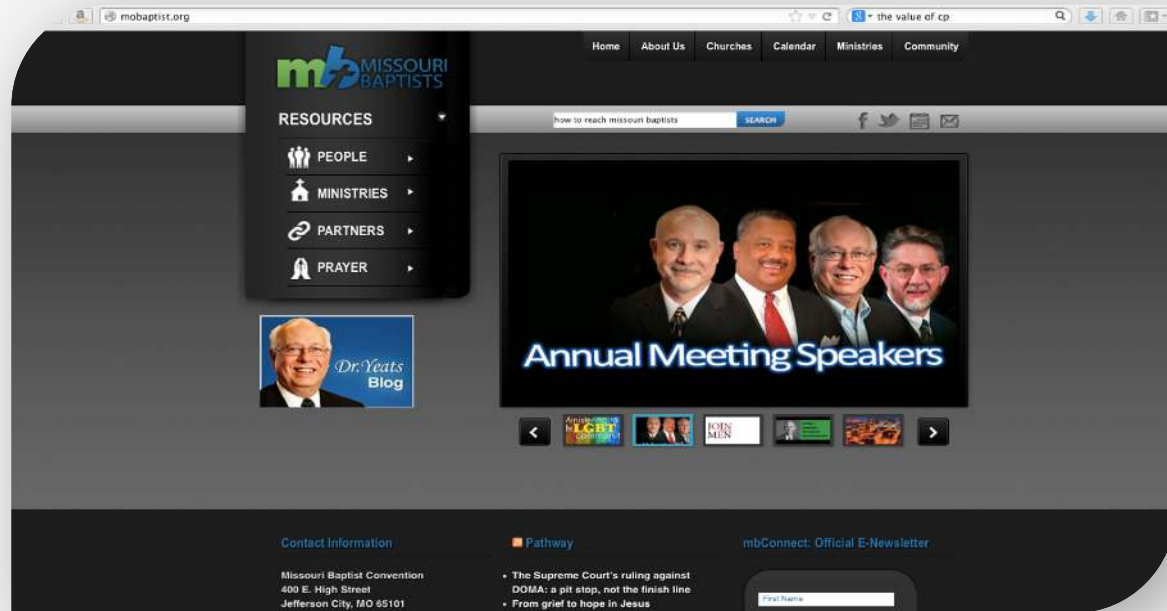 mobaptist.org
the value of cp
Home About Us Churches Calendar Ministries Community
mb MISSOURI
BAPTISTS
RESOURCES
how to reach missouri baptists SEARCH
PEOPLE
MINISTRIES
PARTNERS
PRAYER
Annual Meeting Speakers
Dr. Yeats
Blog
LGBT
JOIN
MEN
Contact Information
Missouri Baptist Convention
400 E. High Street
Jefferson City, MO 65101
Pathway
The Supreme Court's ruling against
DOMA: a pit stop, not the finish line
From grief to hope in Jesus
mbConnect: Official E-Newsletter
First Name